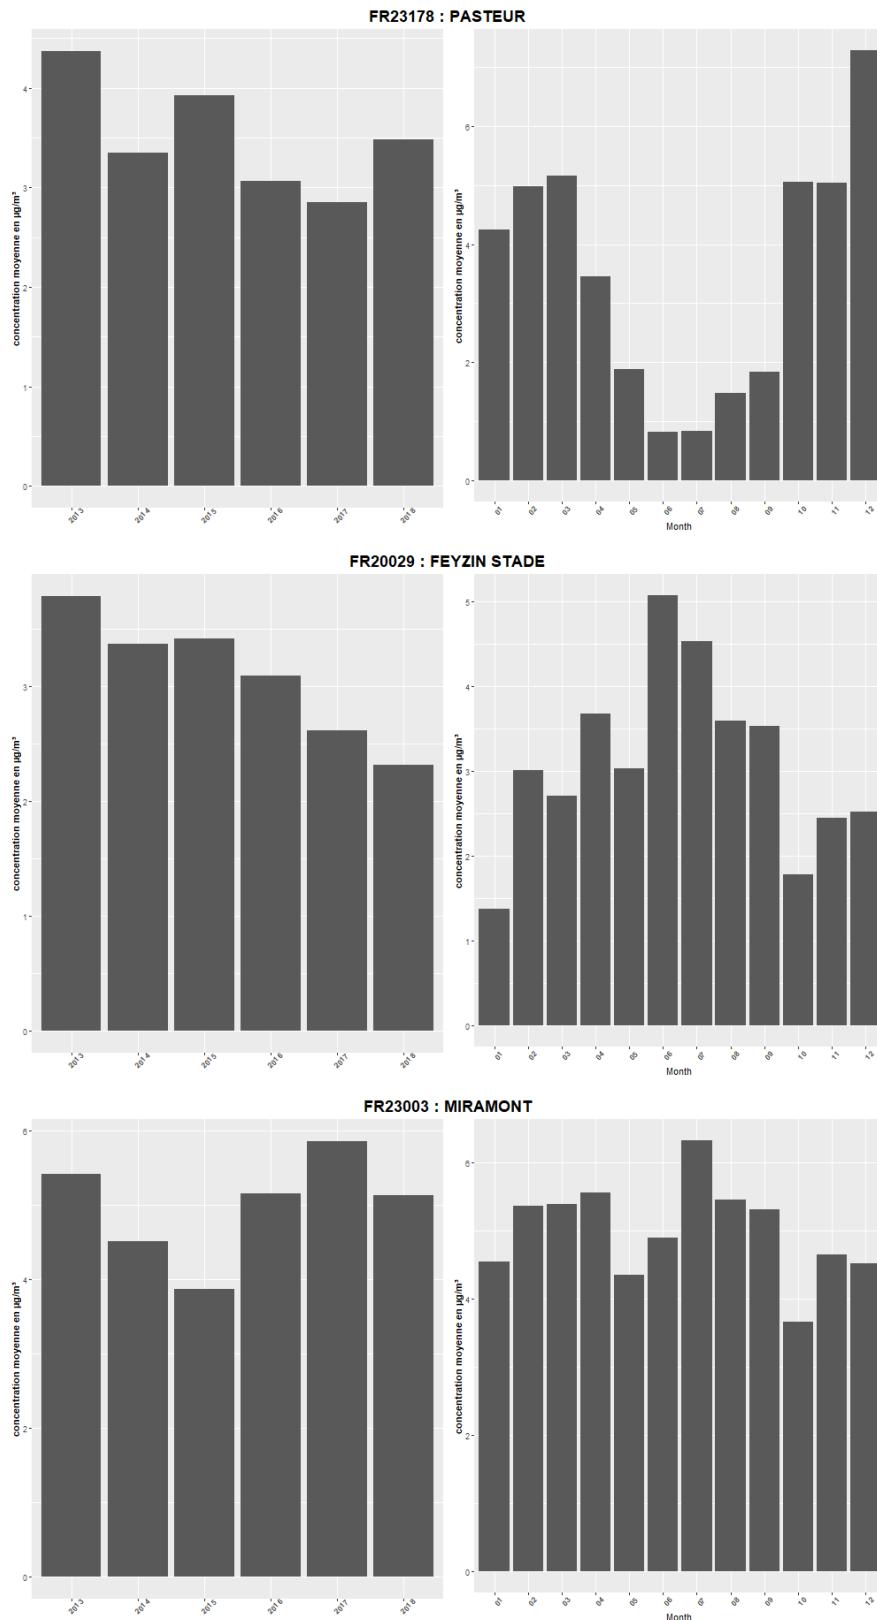 FR23178 : PASTEUR
concentration moyenne en µg/m³
4
3
2
1
0
2013 2014 2015 2016 2017 2018
concentration moyenne en µg/m³
6
4
2
0
01 02 03 04 05 06 07 08 09 10 11 12
Month
FR20029 : FEYZIN STADE
concentration moyenne en µg/m³
3
2
1
0
2013 2014 2015 2016 2017 2018
concentration moyenne en µg/m³
5
4
3
2
1
0
01 02 03 04 05 06 07 08 09 10 11 12
Month
FR23003 : MIRAMONT
concentration moyenne en µg/m³
6
4
2
0
2013 2014 2015 2016 2017 2018
concentration moyenne en µg/m³
6
4
2
0
01 02 03 04 05 06 07 08 09 10 11 12
Month